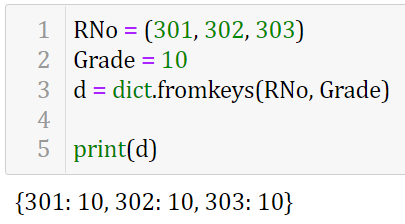 1 RNo = (301, 302, 303)
2 Grade = 10
3 d = dict.fromkeys(RNo, Grade)
4
5 print(d)
{301: 10, 302: 10, 303: 10}